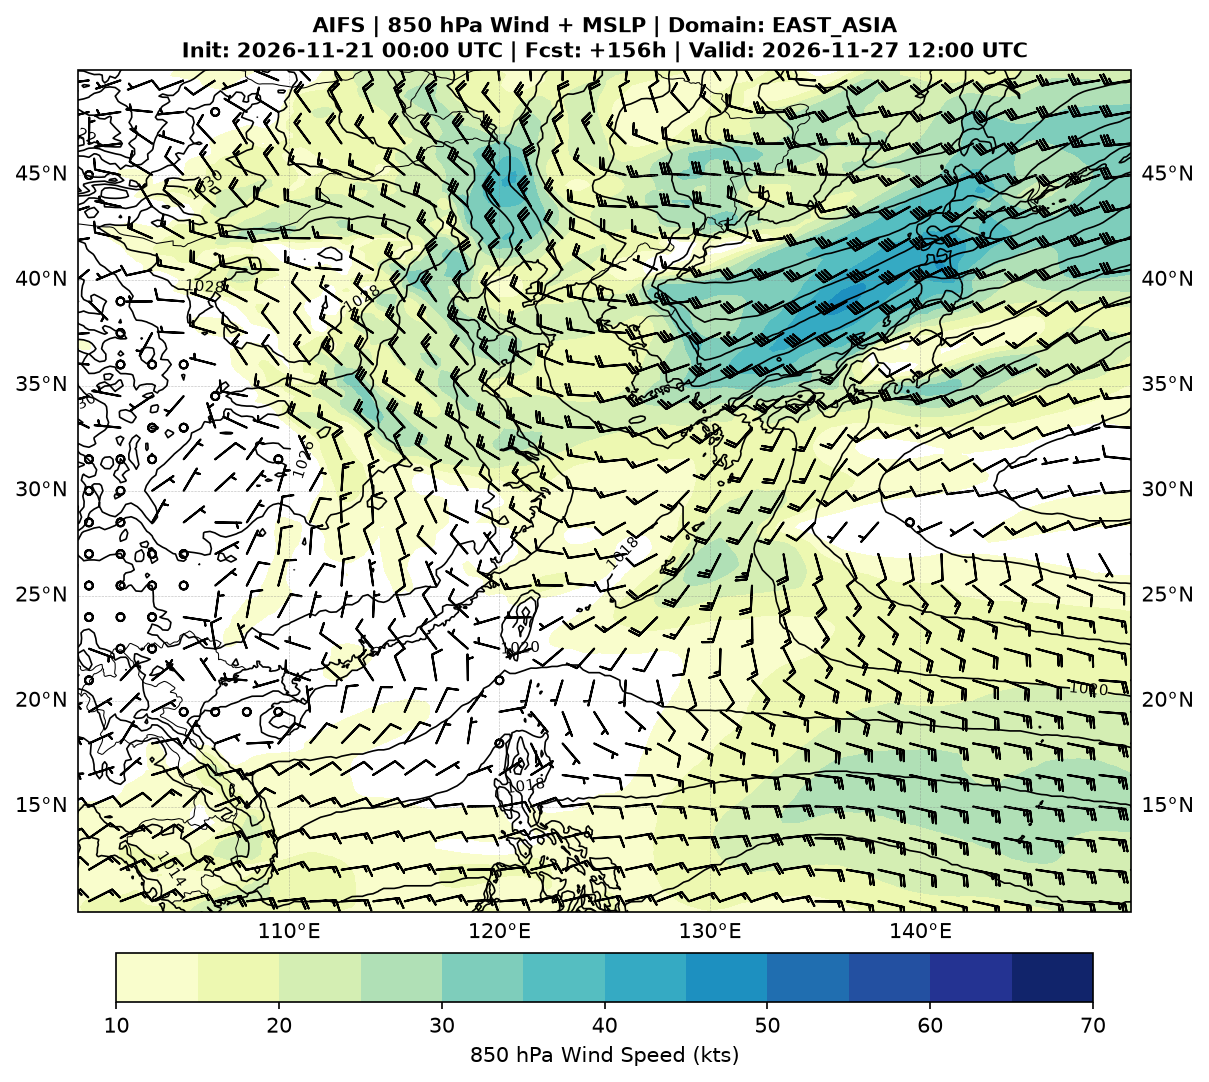 AIFS | 850 hPa Wind + MSLP | Domain: EAST_ASIA
Init: 2026-11-21 00:00 UTC | Fcst: +156h | Valid: 2026-11-27 12:00 UTC
45°N 45°N
40°N 40°N
35°N 35°N
30°N 30°N
25°N 25°N
20°N 20°N
15°N 15°N
1030
1028
1028
1026
1018
1020
1020
1018
1014
110°E 120°E 130°E 140°E
10 20 30 40 50 60 70
850 hPa Wind Speed (kts)